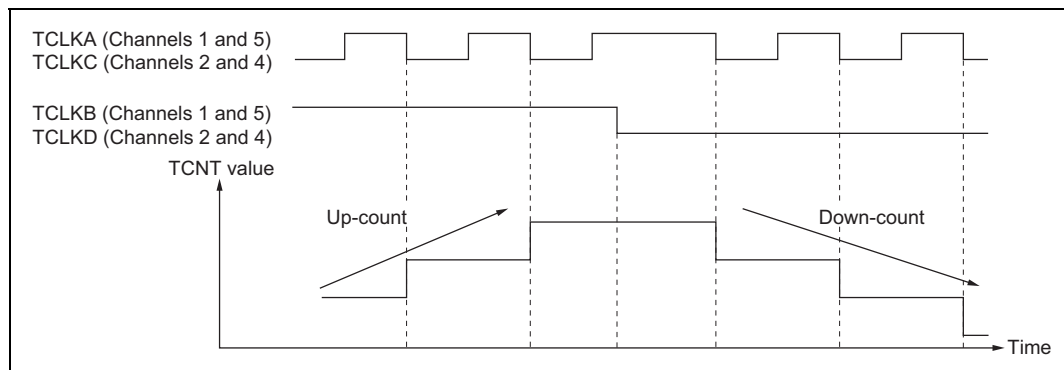 TCLKA (Channels 1 and 5)
TCLKC (Channels 2 and 4)
TCLKB (Channels 1 and 5)
TCLKD (Channels 2 and 4)
TCNT value
Up-count
Down-count
Time